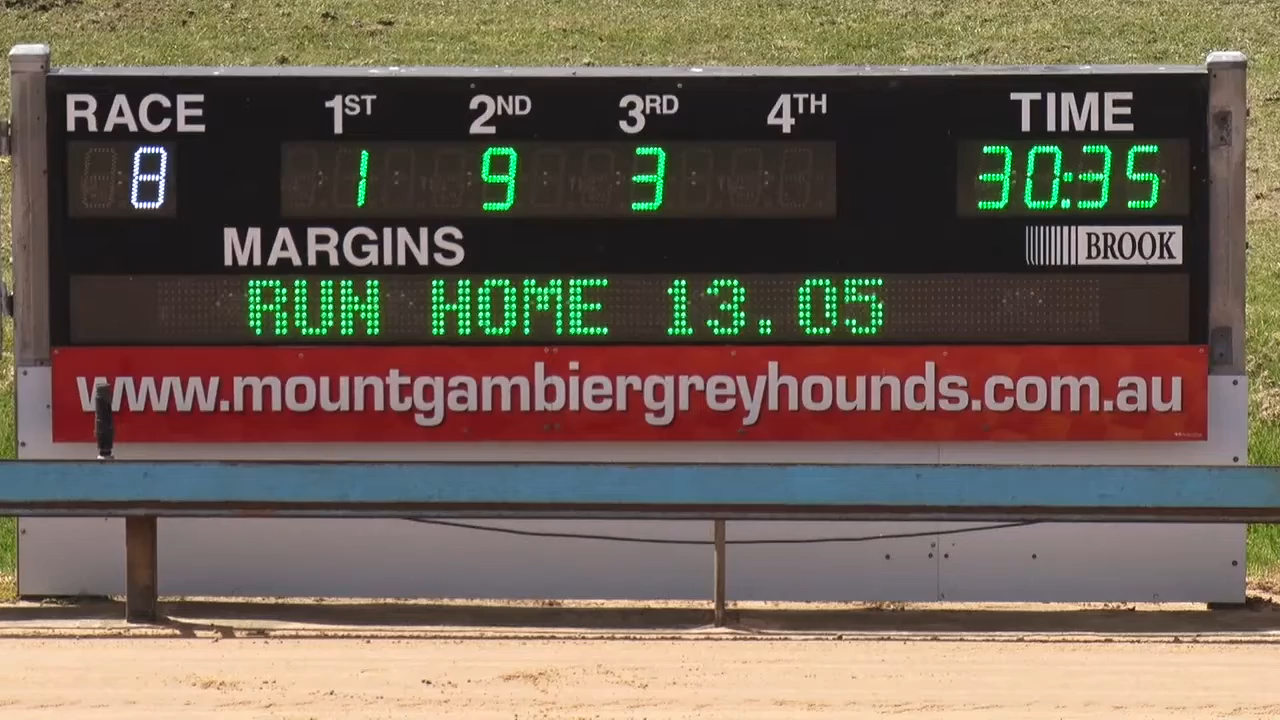 RACE 1ST 2ND 3RD 4TH TIME
8 1 9 3 30:35
MARGINS BROOK
RUN HOME 13.05
www.mountgambiergreyhounds.com.au